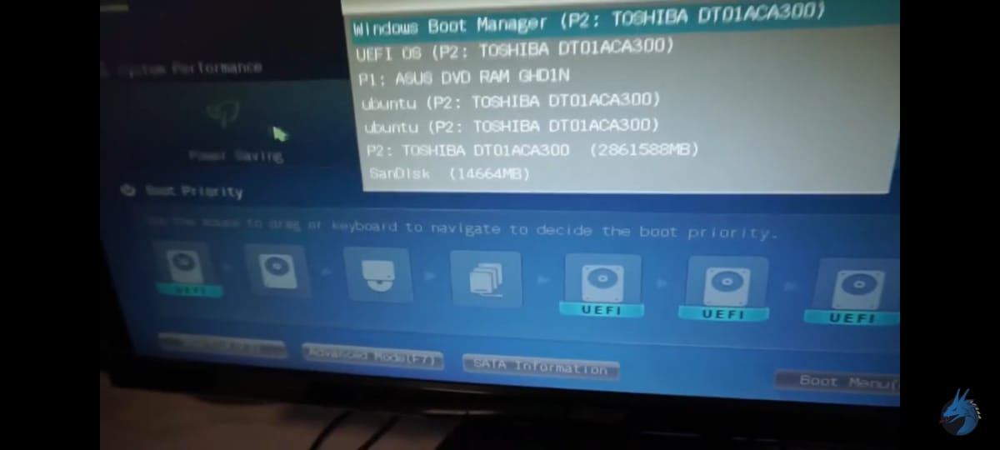 Windows Boot Manager (P2: TOSHIBA DT01ACA300)
UEFI OS (P2: TOSHIBA DT01ACA300)
P1: ASUS DVD RAM GHD1N
ubuntu (P2: TOSHIBA DT01ACA300)
ubuntu (P2: TOSHIBA DT01ACA300)
P2: TOSHIBA DT01ACA300 (2861588MB)
SanDisk (14664MB)
System Performance
Power Saving
Boot Priority
Use the mouse to drag or keyboard to navigate to decide the boot priority.
UEFI
UEFI
UEFI
UEFI
Advanced Mode(F7)
SATA Information
Boot Menu(